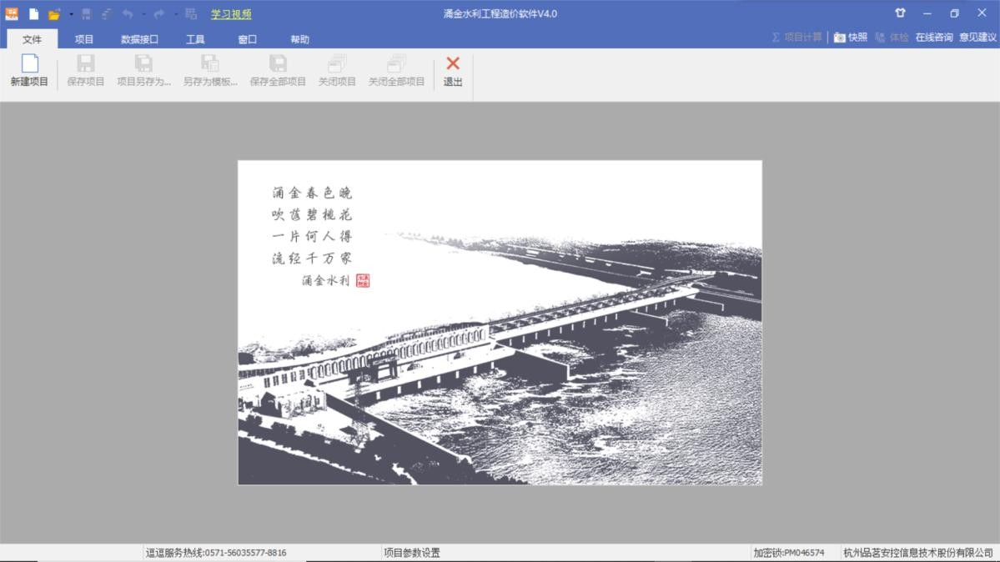 学习视频
涌金水利工程造价软件V4.0
文件 项目 数据接口 工具 窗口 帮助
项目计算 快照 体检 在线咨询 意见建议
新建项目 保存项目 项目另存为... 另存为模板... 保存全部项目 关闭项目 关闭全部项目 退出
涌金春色晚
吹落碧桃花
一片何人得
流经千万家
涌金水利
逗逗服务热线:0571-56035577-8816 项目参数设置 加密锁:PM046574 杭州品茗安控信息技术股份有限公司